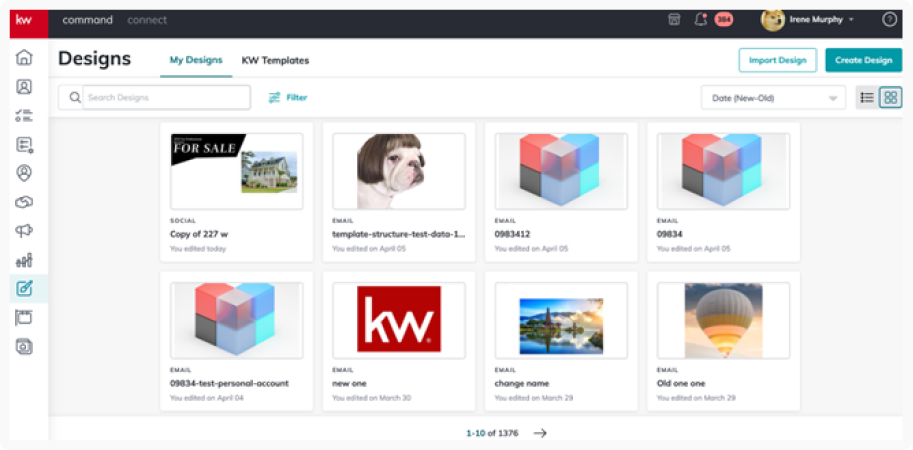 kw command connect 384 Irene Murphy
Designs My Designs KW Templates Import Design Create Design
Search Designs Filter Date (New-Old)
FOR SALE
SOCIAL EMAIL EMAIL EMAIL
Copy of 227 w template-structure-test-data-1... 0983412 09834
You edited today You edited on April 05 You edited on April 05 You edited on April 05
kw
EMAIL EMAIL EMAIL EMAIL
09834-test-personal-account new one change name Old one one
You edited on April 04 You edited on March 30 You edited on March 29 You edited on March 29
1-10 of 1376